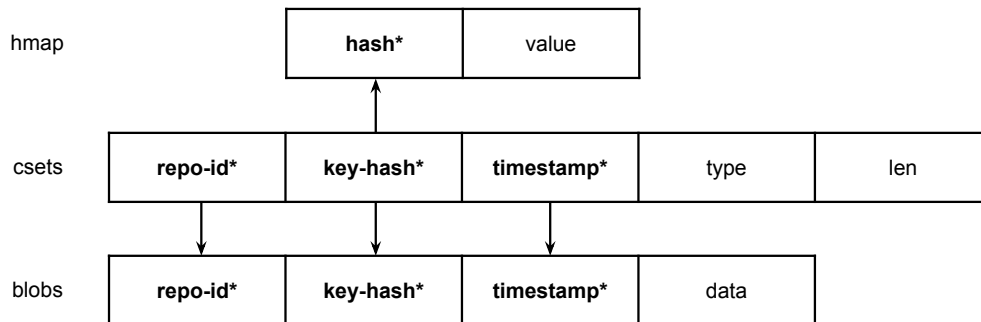 hmap hash* value
csets repo-id* key-hash* timestamp* type len
blobs repo-id* key-hash* timestamp* data